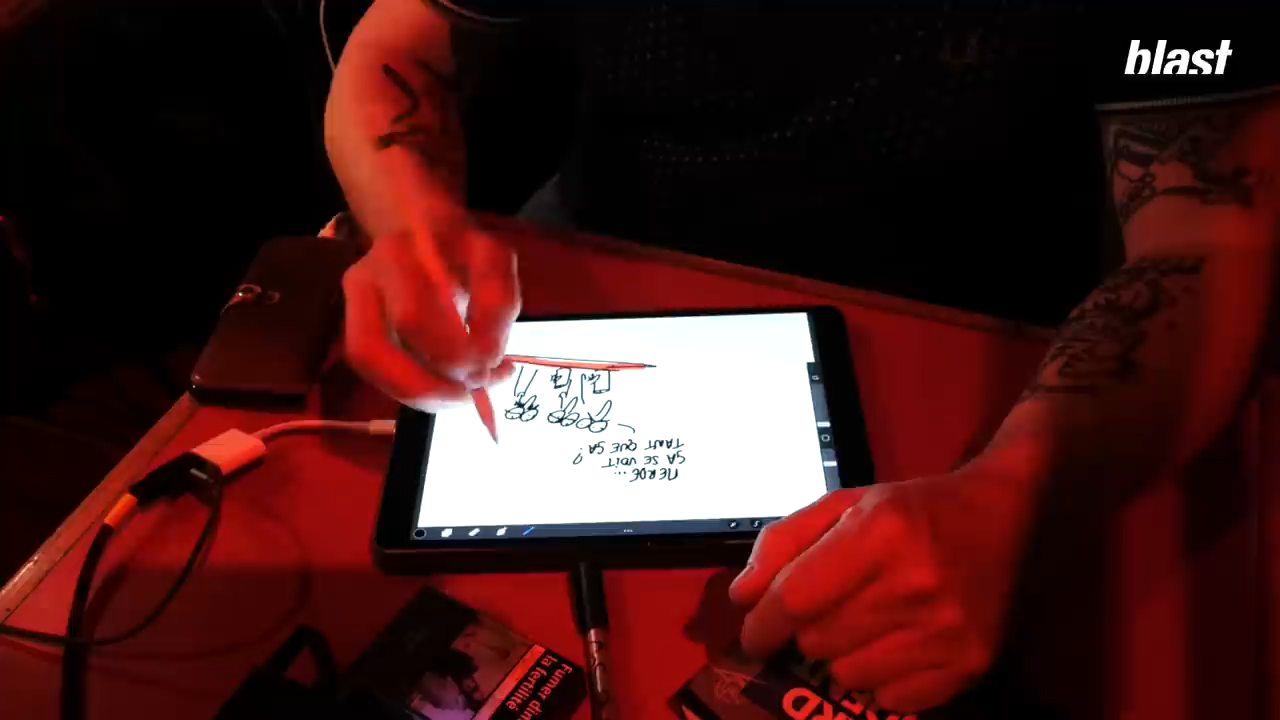 blast
MERDE...
ÇA SE VOIT
TANT QUE ÇA?
Fumer
la fertilité